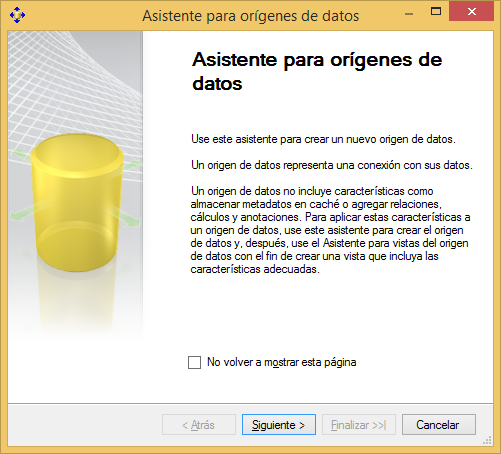 Asistente para orígenes de datos
Asistente para orígenes de
datos
Use este asistente para crear un nuevo origen de datos.
Un origen de datos representa una conexión con sus datos.
Un origen de datos no incluye características como
almacenar metadatos en caché o agregar relaciones,
cálculos y anotaciones. Para aplicar estas características a
un origen de datos, use este asistente para crear el origen
de datos y, después, use el Asistente para vistas del origen
de datos con el fin de crear una vista que incluya las
características adecuadas.
No volver a mostrar esta página
< Atrás
Siguiente >
Finalizar >>|
Cancelar